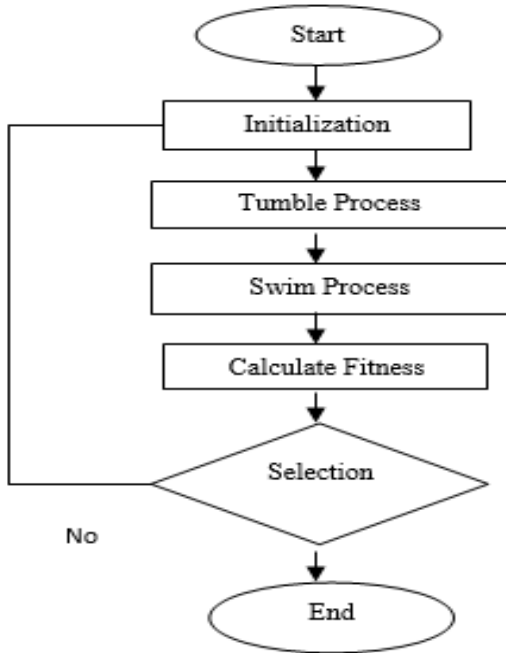 Start
Initialization
Tumble Process
Swim Process
Calculate Fitness
Selection
No
End